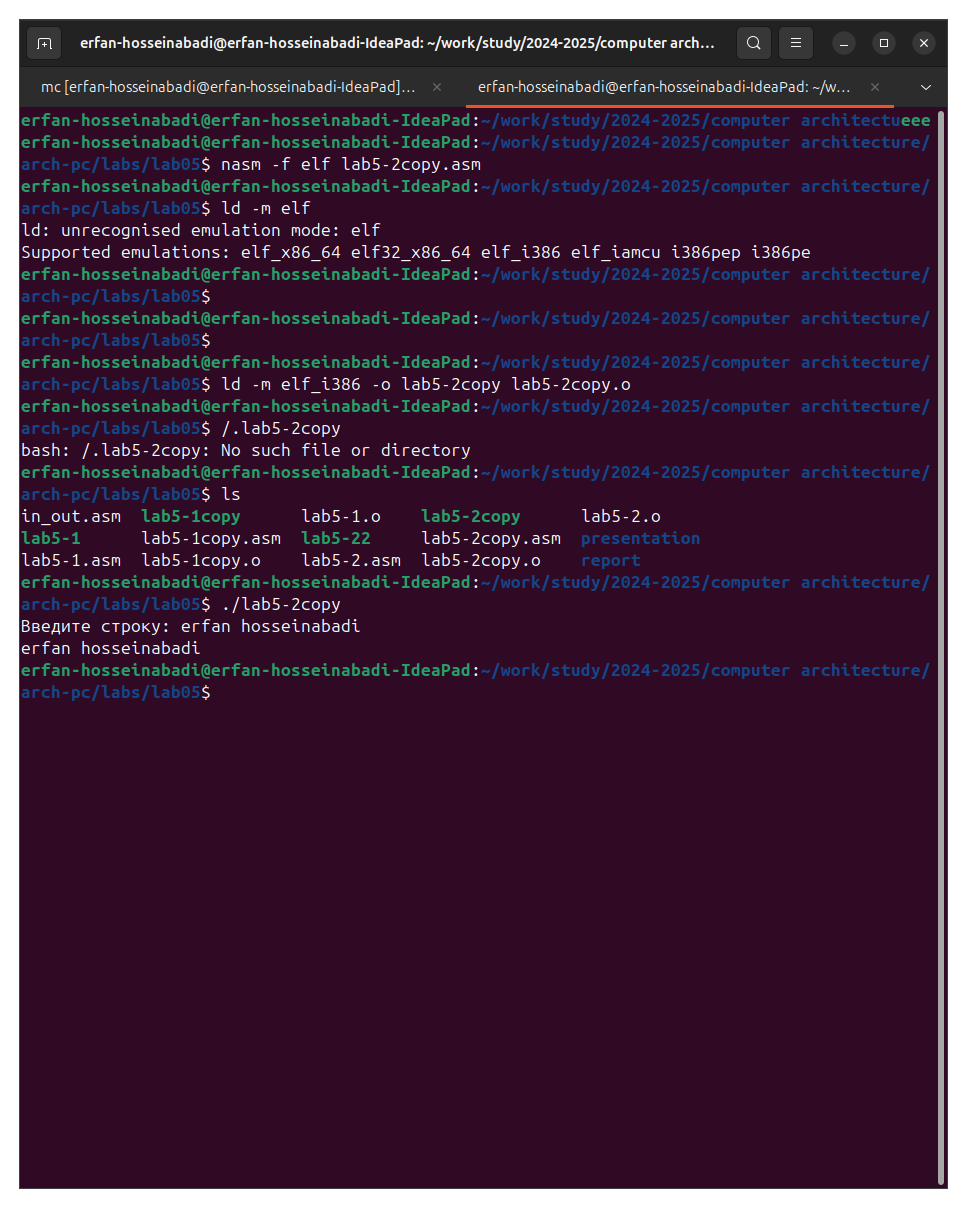 erfan-hosseinabadi@erfan-hosseinabadi-IdeaPad: ~/work/study/2024-2025/computer arch...
mc [erfan-hosseinabadi@erfan-hosseinabadi-IdeaPad]... × erfan-hosseinabadi@erfan-hosseinabadi-IdeaPad: ~/w... ×
erfan-hosseinabadi@erfan-hosseinabadi-IdeaPad:~/work/study/2024-2025/computer architectueee
erfan-hosseinabadi@erfan-hosseinabadi-IdeaPad:~/work/study/2024-2025/computer architecture/
arch-pc/labs/lab05$ nasm -f elf lab5-2copy.asm
erfan-hosseinabadi@erfan-hosseinabadi-IdeaPad:~/work/study/2024-2025/computer architecture/
arch-pc/labs/lab05$ ld -m elf
ld: unrecognised emulation mode: elf
Supported emulations: elf_x86_64 elf32_x86_64 elf_i386 elf_iamcu i386pep i386pe
erfan-hosseinabadi@erfan-hosseinabadi-IdeaPad:~/work/study/2024-2025/computer architecture/
arch-pc/labs/lab05$
erfan-hosseinabadi@erfan-hosseinabadi-IdeaPad:~/work/study/2024-2025/computer architecture/
arch-pc/labs/lab05$
erfan-hosseinabadi@erfan-hosseinabadi-IdeaPad:~/work/study/2024-2025/computer architecture/
arch-pc/labs/lab05$ ld -m elf_i386 -o lab5-2copy lab5-2copy.o
erfan-hosseinabadi@erfan-hosseinabadi-IdeaPad:~/work/study/2024-2025/computer architecture/
arch-pc/labs/lab05$ /.lab5-2copy
bash: /.lab5-2copy: No such file or directory
erfan-hosseinabadi@erfan-hosseinabadi-IdeaPad:~/work/study/2024-2025/computer architecture/
arch-pc/labs/lab05$ ls
in_out.asm lab5-1copy lab5-1.o lab5-2copy lab5-2.o
lab5-1 lab5-1copy.asm lab5-22 lab5-2copy.asm presentation
lab5-1.asm lab5-1copy.o lab5-2.asm lab5-2copy.o report
erfan-hosseinabadi@erfan-hosseinabadi-IdeaPad:~/work/study/2024-2025/computer architecture/
arch-pc/labs/lab05$ ./lab5-2copy
Введите строку: erfan hosseinabadi
erfan hosseinabadi
erfan-hosseinabadi@erfan-hosseinabadi-IdeaPad:~/work/study/2024-2025/computer architecture/
arch-pc/labs/lab05$